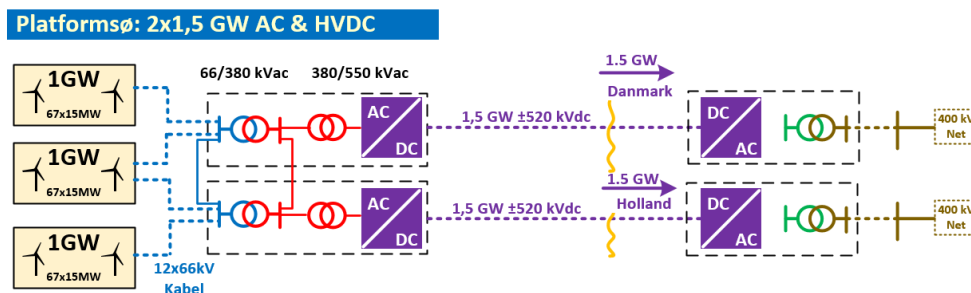 Platformsø: 2x1,5 GW AC & HVDC
1GW
67x15MW
1GW
67x15MW
1GW
67x15MW
12x66kV
Kabel
66/380 kVac
380/550 kVac
AC
DC
AC
DC
1,5 GW ±520 kVdc
1,5 GW ±520 kVdc
1.5 GW
Danmark
1.5 GW
Holland
DC
AC
DC
AC
400 kV
Net
400 kV
Net